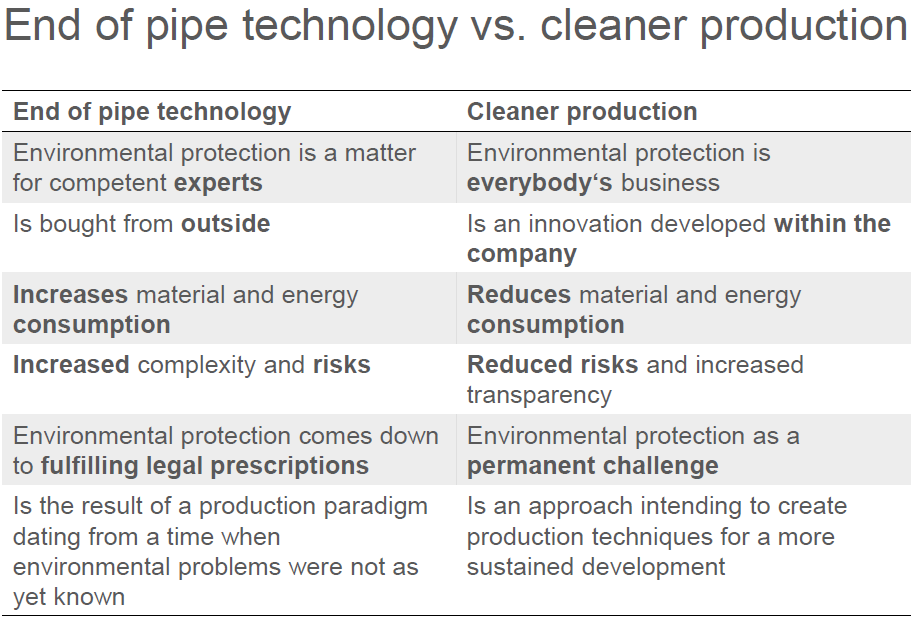 End of pipe technology vs. cleaner production
End of pipe technology
Cleaner production
Environmental protection is a matter
for competent experts
Environmental protection is
everybody‘s business
Is bought from outside
Is an innovation developed within the
company
Increases material and energy
consumption
Reduces material and energy
consumption
Increased complexity and risks
Reduced risks and increased
transparency
Environmental protection comes down
to fulfilling legal prescriptions
Environmental protection as a
permanent challenge
Is the result of a production paradigm
dating from a time when
environmental problems were not as
yet known
Is an approach intending to create
production techniques for a more
sustained development